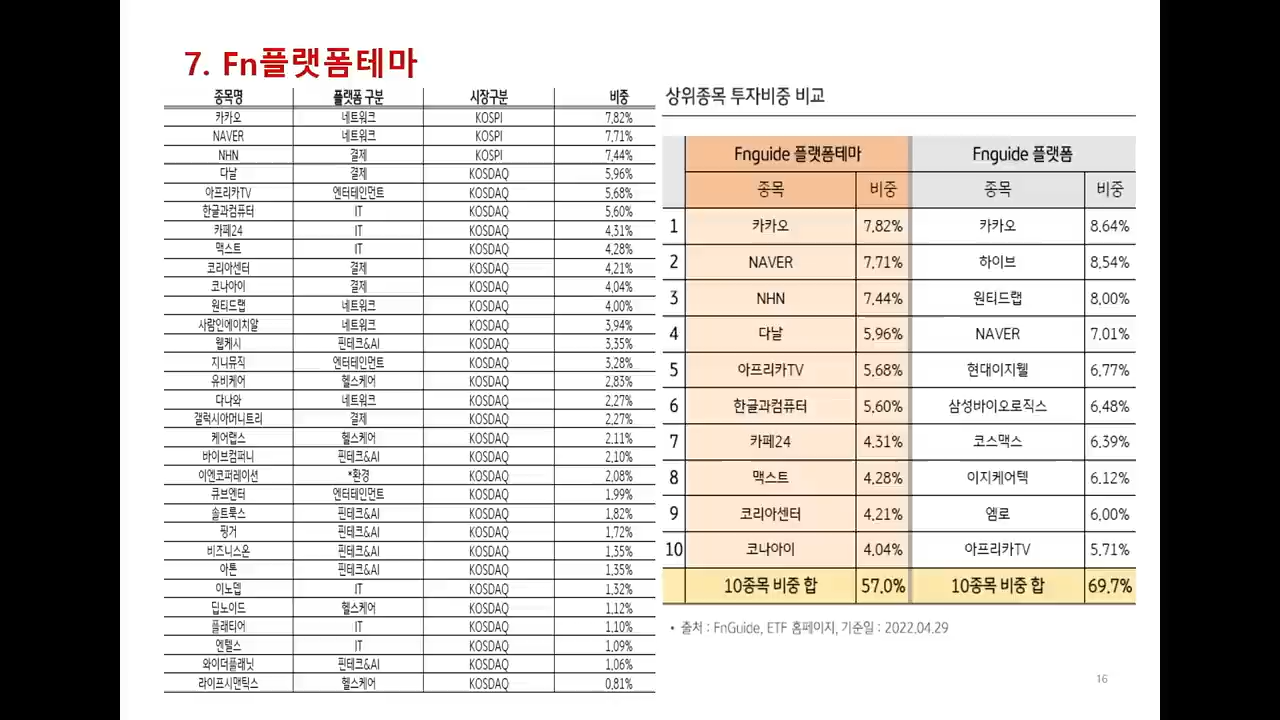 7. Fn플랫폼테마
종목명 플랫폼 구분 시장구분 비중
카카오 네트워크 KOSPI 7.82%
NAVER 네트워크 KOSPI 7.71%
NHN 결제 KOSPI 7.44%
다날 결제 KOSDAQ 5.96%
아프리카TV 엔터테인먼트 KOSDAQ 5.68%
한글과컴퓨터 IT KOSDAQ 5.60%
카페24 IT KOSDAQ 4.31%
맥스트 IT KOSDAQ 4.28%
코리아센터 결제 KOSDAQ 4.21%
코나아이 결제 KOSDAQ 4.04%
원티드랩 네트워크 KOSDAQ 4.00%
사람인에이치알 네트워크 KOSDAQ 3.94%
웹케시 핀테크&AI KOSDAQ 3.35%
지니뮤직 엔터테인먼트 KOSDAQ 3.28%
유비케어 헬스케어 KOSDAQ 2.83%
다나와 네트워크 KOSDAQ 2.27%
갤럭시아머니트리 결제 KOSDAQ 2.27%
케어랩스 헬스케어 KOSDAQ 2.11%
바이브컴퍼니 핀테크&AI KOSDAQ 2.10%
이엔코퍼레이션 *환경 KOSDAQ 2.08%
큐브엔터 엔터테인먼트 KOSDAQ 1.99%
솔트룩스 핀테크&AI KOSDAQ 1.82%
핑거 핀테크&AI KOSDAQ 1.72%
비즈니스온 핀테크&AI KOSDAQ 1.35%
아톤 핀테크&AI KOSDAQ 1.35%
이노뎁 IT KOSDAQ 1.32%
딥노이드 헬스케어 KOSDAQ 1.12%
플래티어 IT KOSDAQ 1.10%
엔텔스 IT KOSDAQ 1.09%
와이더플래닛 핀테크&AI KOSDAQ 1.06%
라이프시맨틱스 헬스케어 KOSDAQ 0.81%
상위종목 투자비중 비교
Fnguide 플랫폼테마 Fnguide 플랫폼
종목 비중 종목 비중
1 카카오 7.82% 카카오 8.64%
2 NAVER 7.71% 하이브 8.54%
3 NHN 7.44% 원티드랩 8.00%
4 다날 5.96% NAVER 7.01%
5 아프리카TV 5.68% 현대이지웰 6.77%
6 한글과컴퓨터 5.60% 삼성바이오로직스 6.48%
7 카페24 4.31% 코스맥스 6.39%
8 맥스트 4.28% 이지케어텍 6.12%
9 코리아센터 4.21% 엠로 6.00%
10 코나아이 4.04% 아프리카TV 5.71%
10종목 비중 합 57.0% 10종목 비중 합 69.7%
• 출처 : FnGuide, ETF 홈페이지, 기준일 : 2022.04.29
16